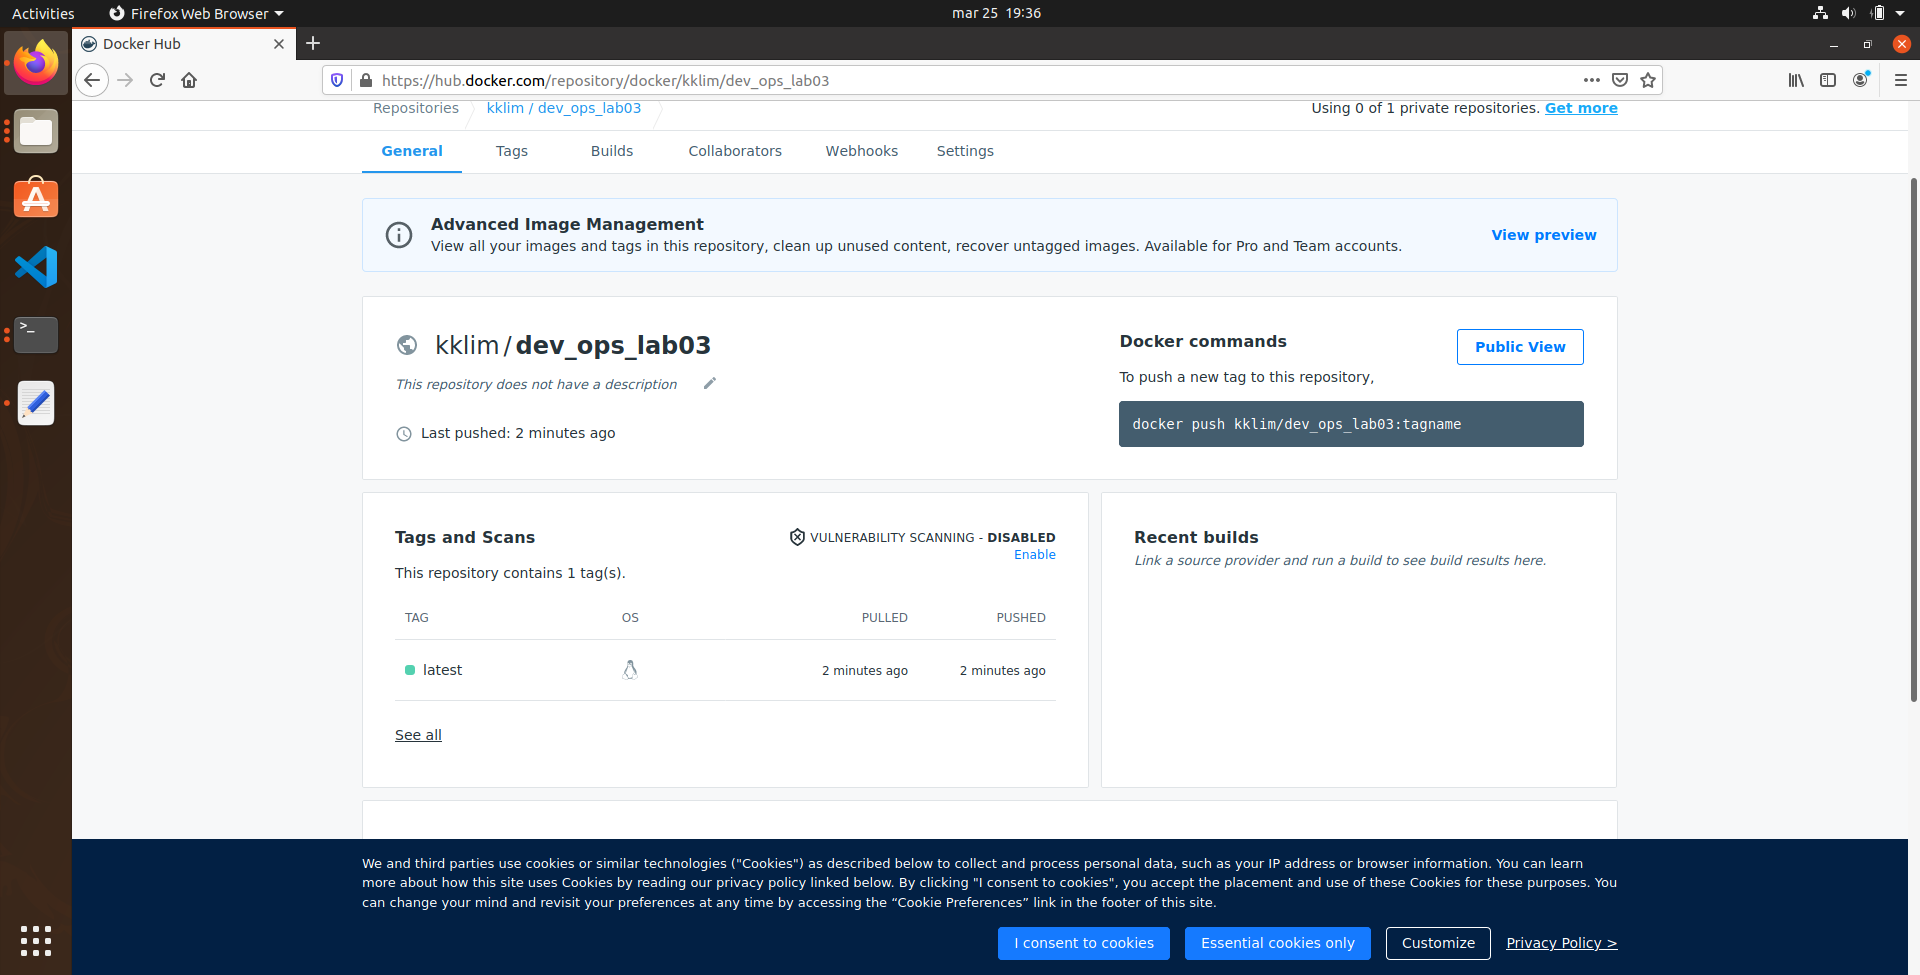 Activities
Firefox Web Browser
mar 25 19:36
Docker Hub
https://hub.docker.com/repository/docker/kklim/dev_ops_lab03
Repositories
kklim / dev_ops_lab03
Using 0 of 1 private repositories. Get more
General
Tags
Builds
Collaborators
Webhooks
Settings
Advanced Image Management
View all your images and tags in this repository, clean up unused content, recover untagged images. Available for Pro and Team accounts.
View preview
kklim / dev_ops_lab03
This repository does not have a description
Last pushed: 2 minutes ago
Docker commands
Public View
To push a new tag to this repository,
docker push kklim/dev_ops_lab03:tagname
Tags and Scans
VULNERABILITY SCANNING - DISABLED
Enable
This repository contains 1 tag(s).
TAG
OS
PULLED
PUSHED
latest
2 minutes ago
2 minutes ago
See all
Recent builds
Link a source provider and run a build to see build results here.
We and third parties use cookies or similar technologies ("Cookies") as described below to collect and process personal data, such as your IP address or browser information. You can learn
more about how this site uses Cookies by reading our privacy policy linked below. By clicking "I consent to cookies", you accept the placement and use of these Cookies for these purposes. You
can change your mind and revisit your preferences at any time by accessing the “Cookie Preferences” link in the footer of this site.
I consent to cookies
Essential cookies only
Customize
Privacy Policy >